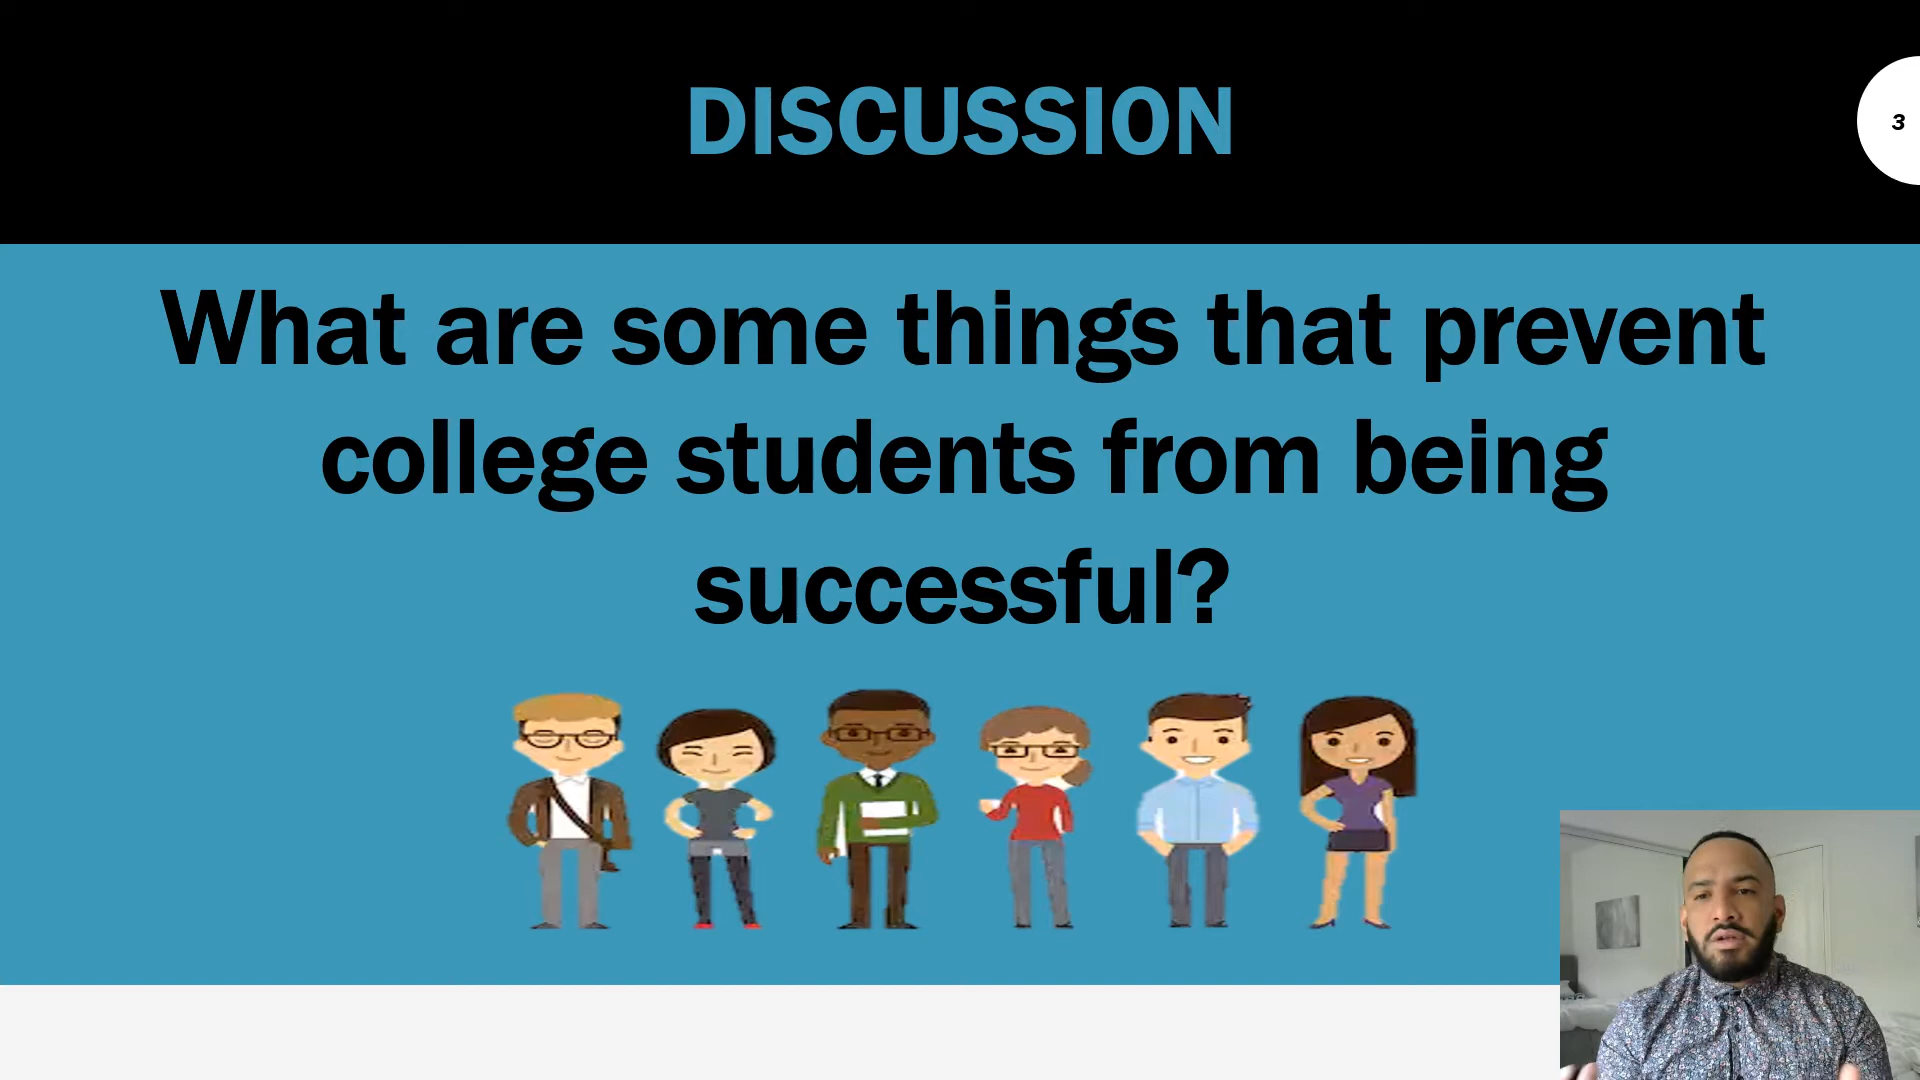 DISCUSSION
3
What are some things that prevent
college students from being
successful?